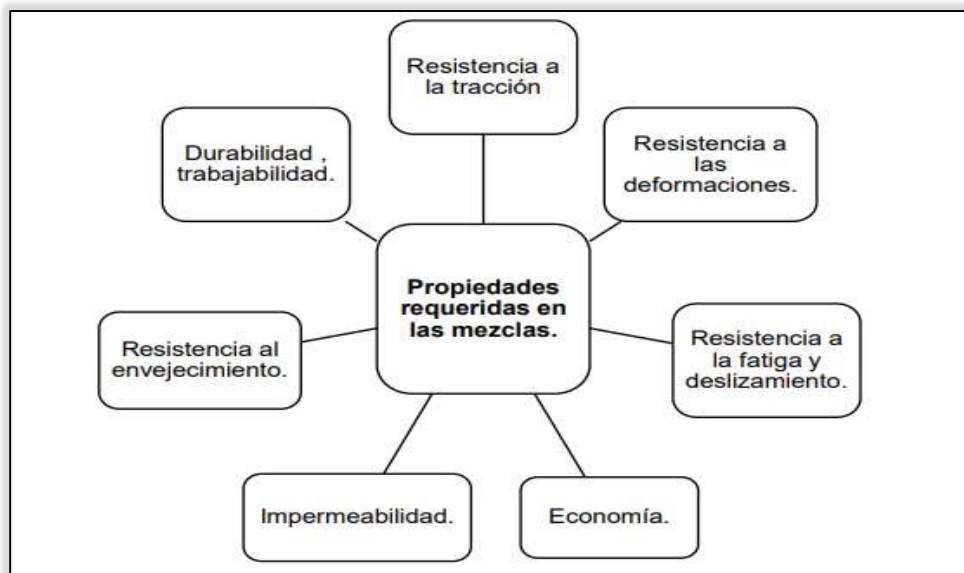 Resistencia a
la tracción
Resistencia a
las
deformaciones.
Resistencia a
la fatiga y
deslizamiento.
Economía.
Impermeabilidad.
Resistencia al
envejecimiento.
Durabilidad ,
trabajabilidad.
Propiedades
requeridas en
las mezclas.